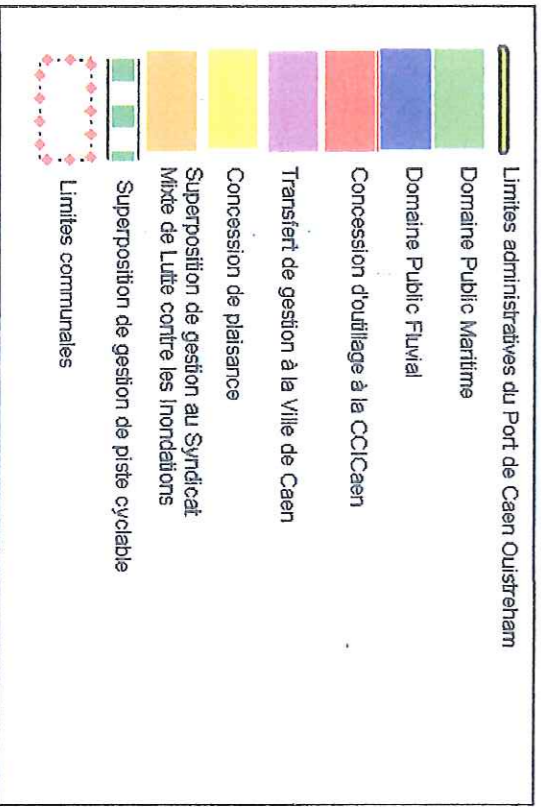 Limites administratives du Port de Caen Ouistreham
Domaine Public Maritime
Domaine Public Fluvial
Concession d'outillage à la CCICaen
Transfert de gestion à la Ville de Caen
Concession de plaisance
Superposition de gestion au Syndicat
Mixte de Lutte contre les Inondations
Superposition de gestion de piste cyclable
Limites communales